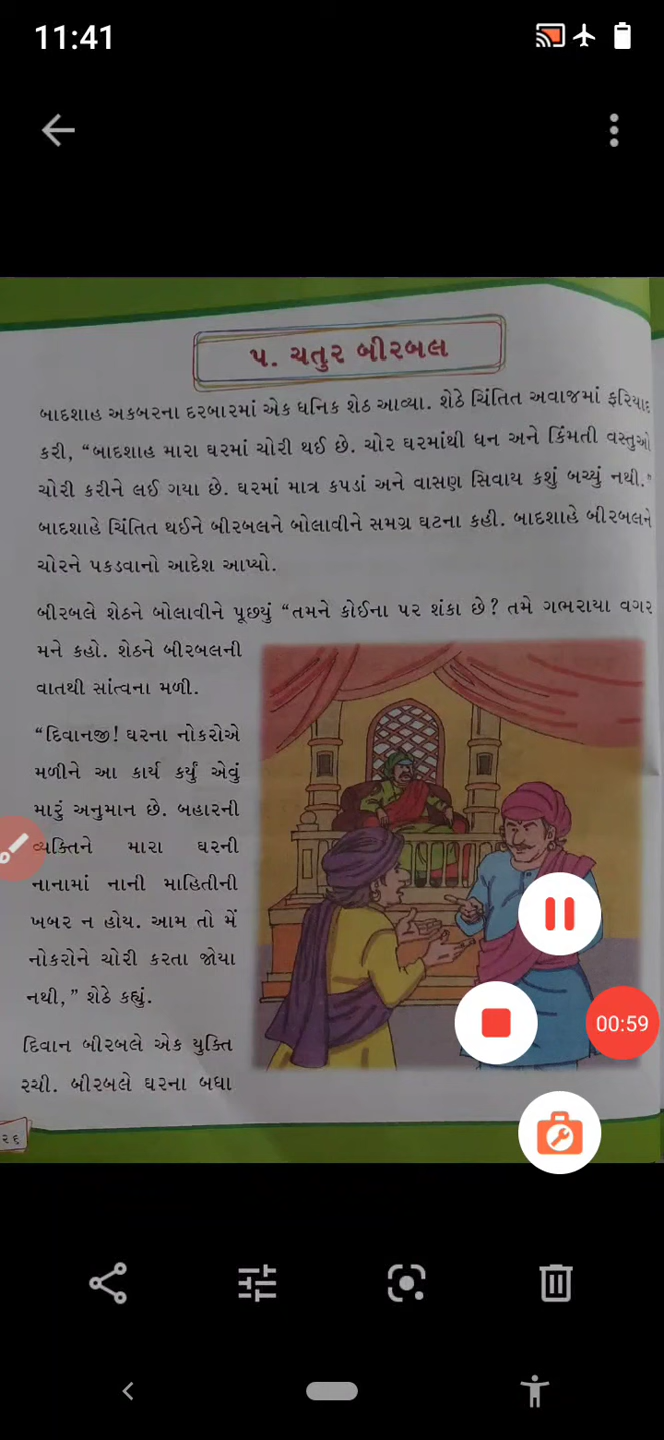 11:41
૫. ચતુર બીરબલ
બાદશાહ અકબરના દરબારમાં એક ધનિક શેઠ આવ્યા. શેઠે ચિંતિત અવાજમાં ફરિયાદ
કરી, “બાદશાહ મારા ઘરમાં ચોરી થઈ છે. ચોર ઘરમાંથી ધન અને કિંમતી વસ્તુઓ
ચોરી કરીને લઈ ગયા છે. ઘરમાં માત્ર કપડાં અને વાસણ સિવાય કશું બચ્યું નથી.”
બાદશાહે ચિંતિત થઈને બીરબલને બોલાવીને સમગ્ર ઘટના કહી. બાદશાહે બીરબલને
ચોરને પકડવાનો આદેશ આપ્યો.
બીરબલે શેઠને બોલાવીને પૂછયું “તમને કોઈના પર શંકા છે? તમે ગભરાયા વગર
મને કહો. શેઠને બીરબલની
વાતથી સાંત્વના મળી.
“દિવાનજી! ઘરના નોકરોએ
મળીને આ કાર્ય કર્યું એવું
મારું અનુમાન છે. બહારની
વ્યક્તિને મારા ઘરની
નાનામાં નાની માહિતીની
ખબર ન હોય. આમ તો મેં
નોકરોને ચોરી કરતા જોયા
નથી,” શેઠે કહ્યું.
દિવાન બીરબલે એક યુક્તિ
રચી. બીરબલે ઘરના બધા
૨૬
00:59